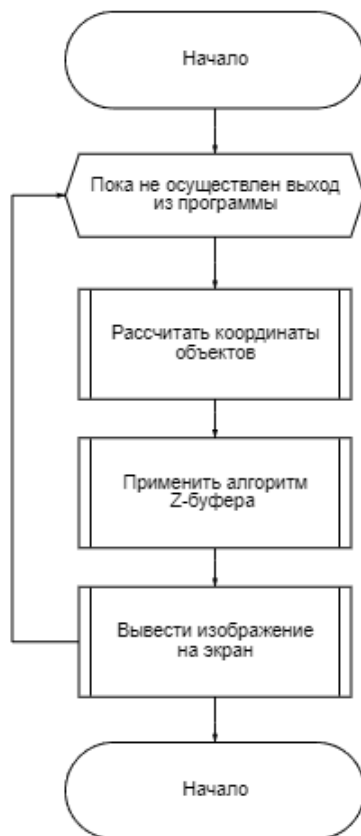 Начало
Пока не осуществлен выход
из программы
Рассчитать координаты
объектов
Применить алгоритм
Z-буфера
Вывести изображение
на экран
Начало